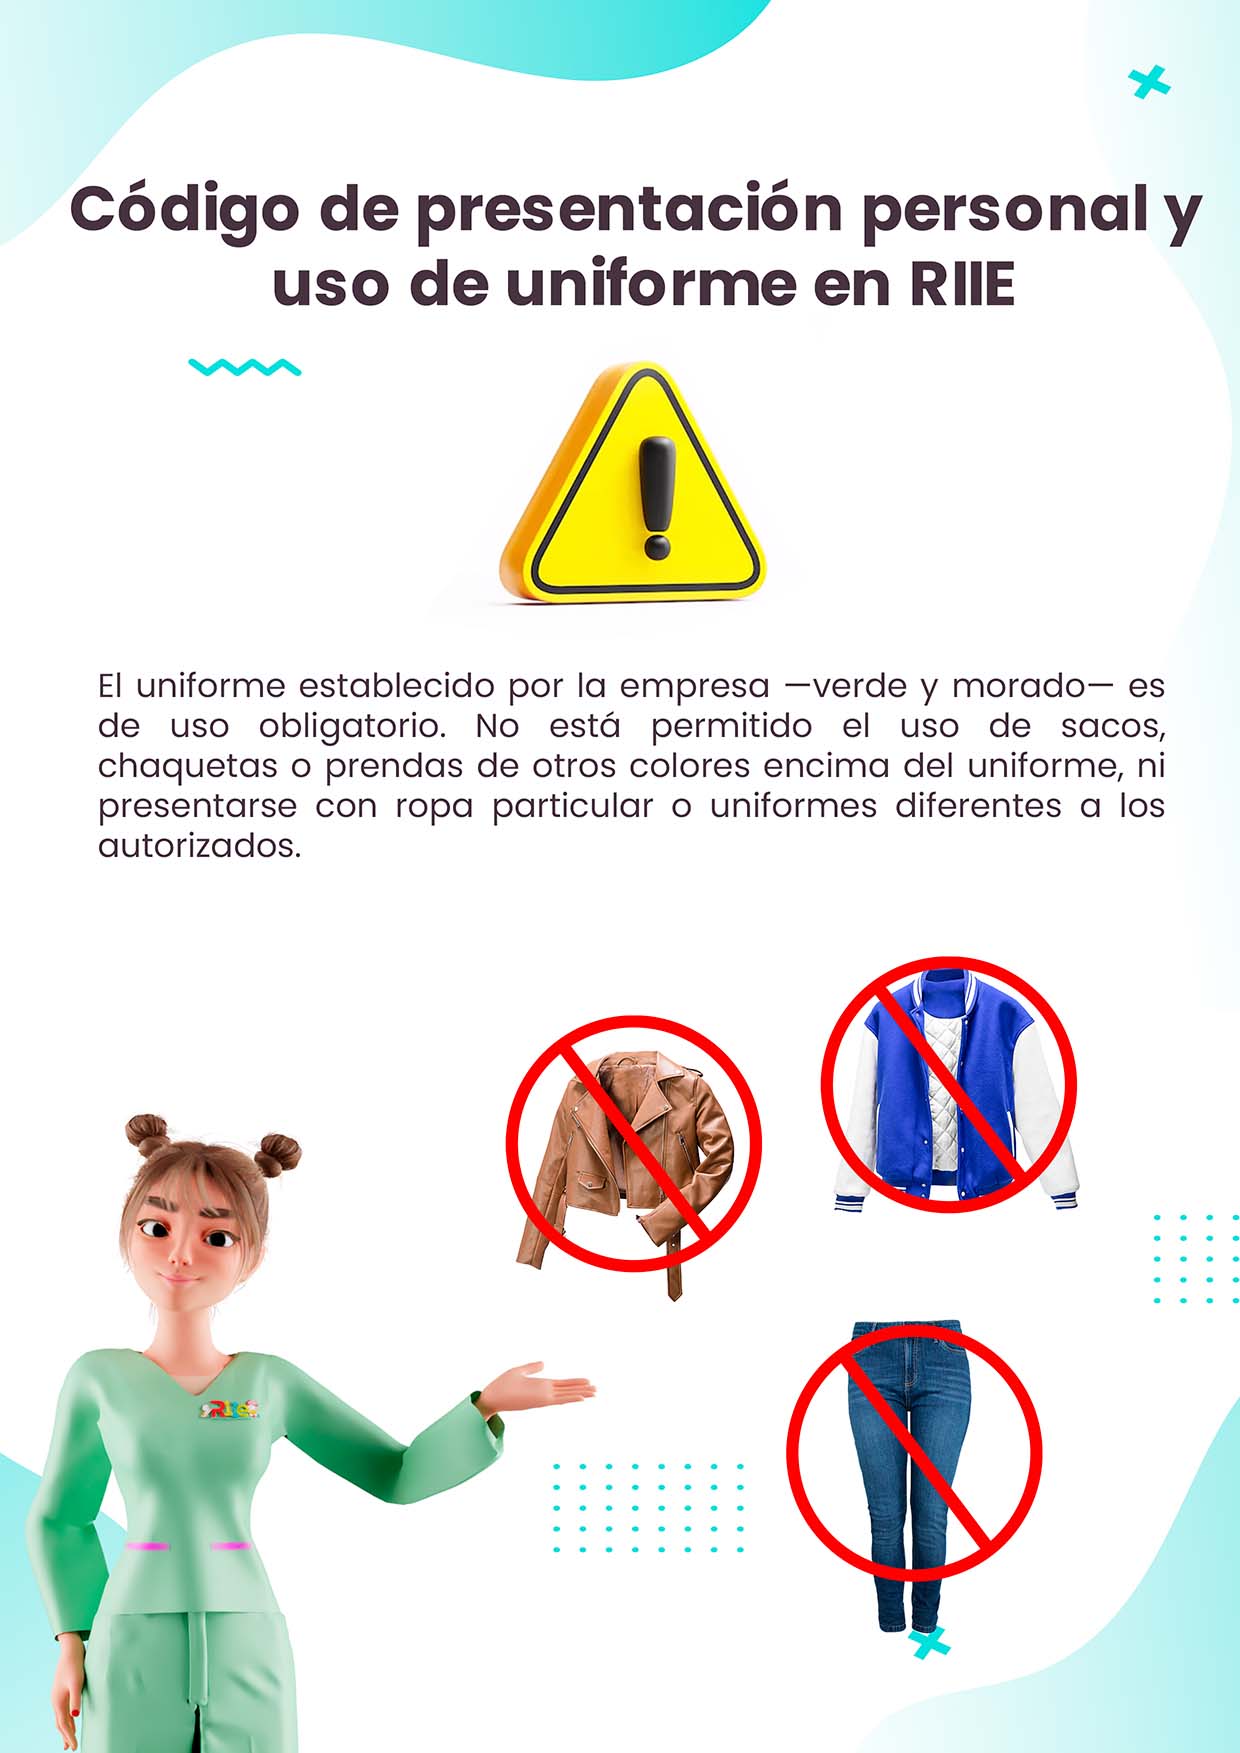 Código de presentación personal y
uso de uniforme en RIIE
El uniforme establecido por la empresa —verde y morado— es
de uso obligatorio. No está permitido el uso de sacos,
chaquetas o prendas de otros colores encima del uniforme, ni
presentarse con ropa particular o uniformes diferentes a los
autorizados.
Riie